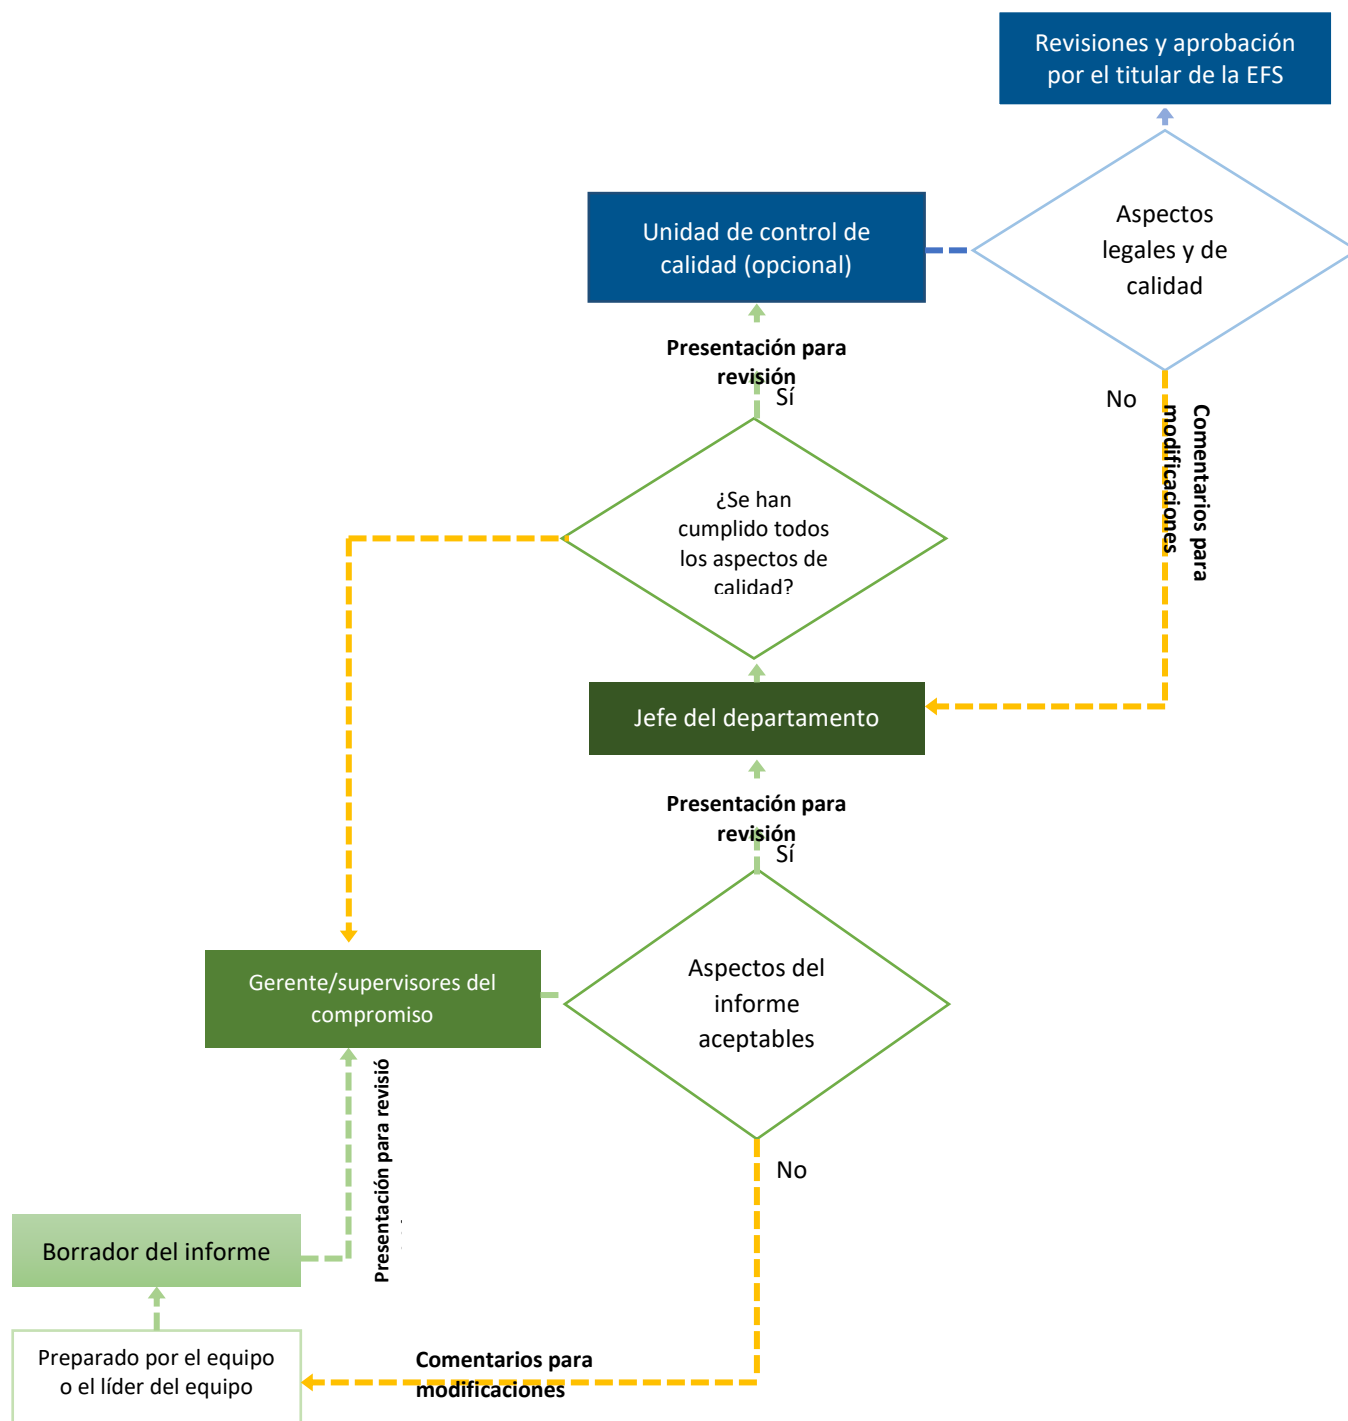 Revisiones y aprobación
por el titular de la EFS
Unidad de control de
calidad (opcional)
Aspectos
legales y de
calidad
Presentación para
revisión
Sí
No
Comentarios para
modificaciones
¿Se han
cumplido todos
los aspectos de
calidad?
Jefe del departamento
Presentación para
revisión
Sí
Gerente/supervisores del
compromiso
Aspectos del
informe
aceptables
Presentación para revisió
No
Borrador del informe
Preparado por el equipo
o el líder del equipo
Comentarios para
modificaciones